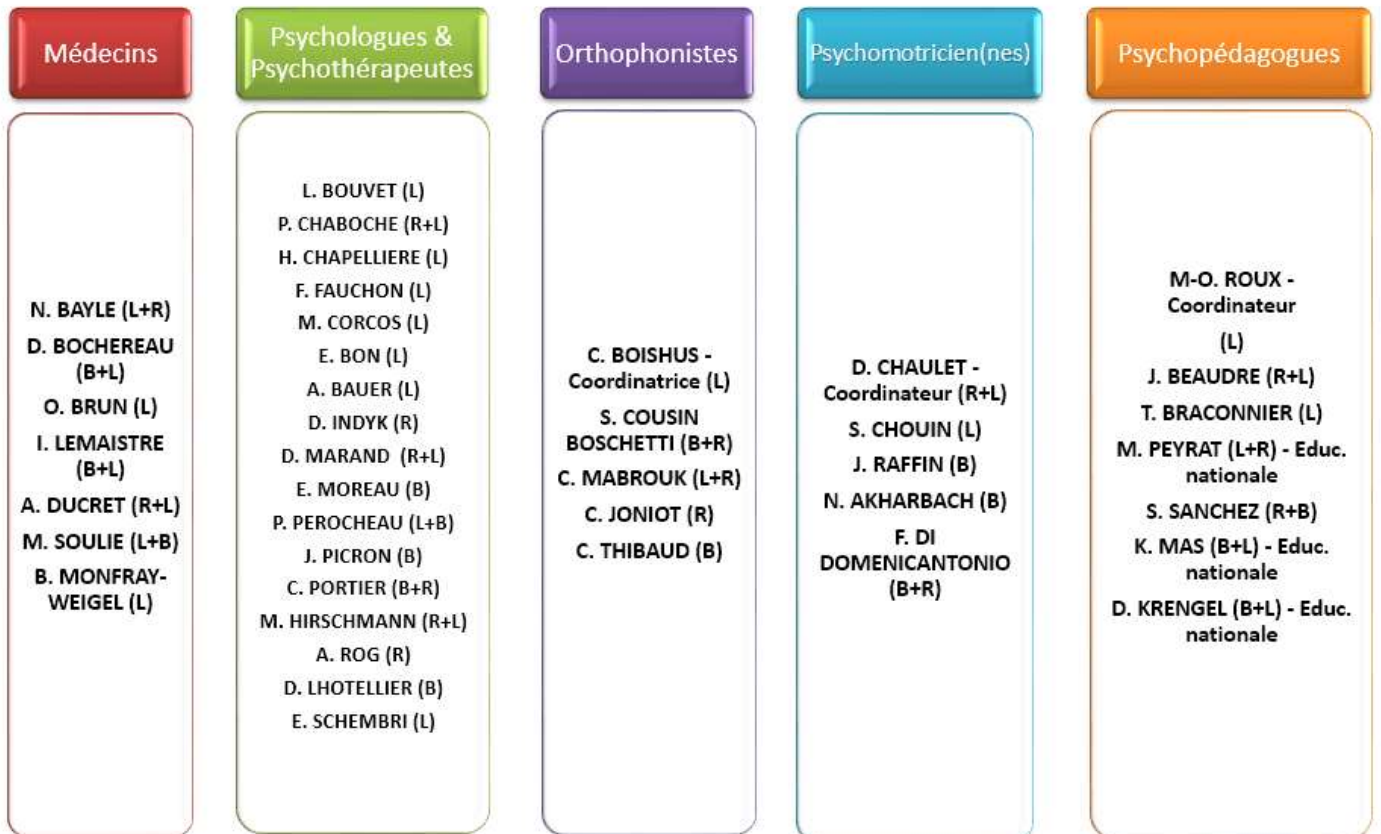 Médecins
N. BAYLE (L+R)
D. BOCHEREAU
(B+L)
O. BRUN (L)
I. LEMAISTRE
(B+L)
A. DUCRET (R+L)
M. SOULIE (L+B)
B. MONFRAY-
WEIGEL (L)
Psychologues &
Psychothérapeutes
L. BOUVET (L)
P. CHABOCHE (R+L)
H. CHAPELLIERE (L)
F. FAUCHON (L)
M. CORCOS (L)
E. BON (L)
A. BAUER (L)
D. INDYK (R)
D. MARAND (R+L)
E. MOREAU (B)
P. PEROCHEAU (L+B)
J. PICRON (B)
C. PORTIER (B+R)
M. HIRSCHMANN (R+L)
A. ROG (R)
D. LHOTELLIER (B)
E. SCHEMBRI (L)
Orthophonistes
C. BOISHUS -
Coordinatrice (L)
S. COUSIN
BOSCHETTI (B+R)
C. MABROUK (L+R)
C. JONIOT (R)
C. THIBAUD (B)
Psychomotricien(nes)
D. CHAULET -
Coordinateur (R+L)
S. CHOUIN (L)
J. RAFFIN (B)
N. AKHARBACH (B)
F. DI
DOMENICANTONIO
(B+R)
Psychopédagogues
M-O. ROUX -
Coordinateur
(L)
J. BEAUDRE (R+L)
T. BRACONNIER (L)
M. PEYRAT (L+R) - Educ.
nationale
S. SANCHEZ (R+B)
K. MAS (B+L) - Educ.
nationale
D. KRENGEL (B+L) - Educ.
nationale